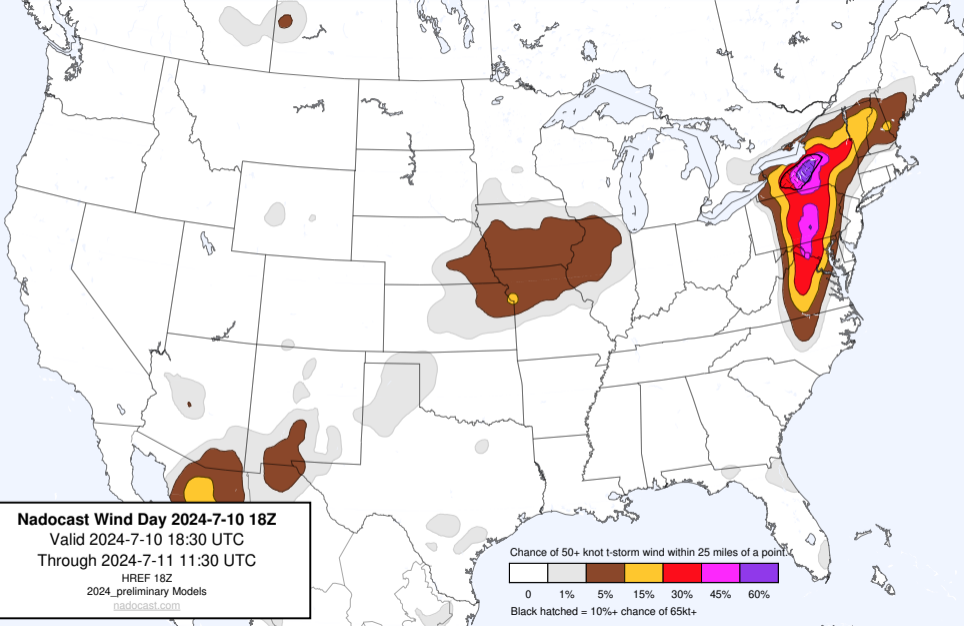 Nadocast Wind Day 2024-7-10 18Z
Valid 2024-7-10 18:30 UTC
Through 2024-7-11 11:30 UTC
HREF 18Z
2024_preliminary Models
nadocast.com
Chance of 50+ knot t-storm wind within 25 miles of a point.
0 1% 5% 15% 30% 45% 60%
Black hatched = 10%+ chance of 65kt+